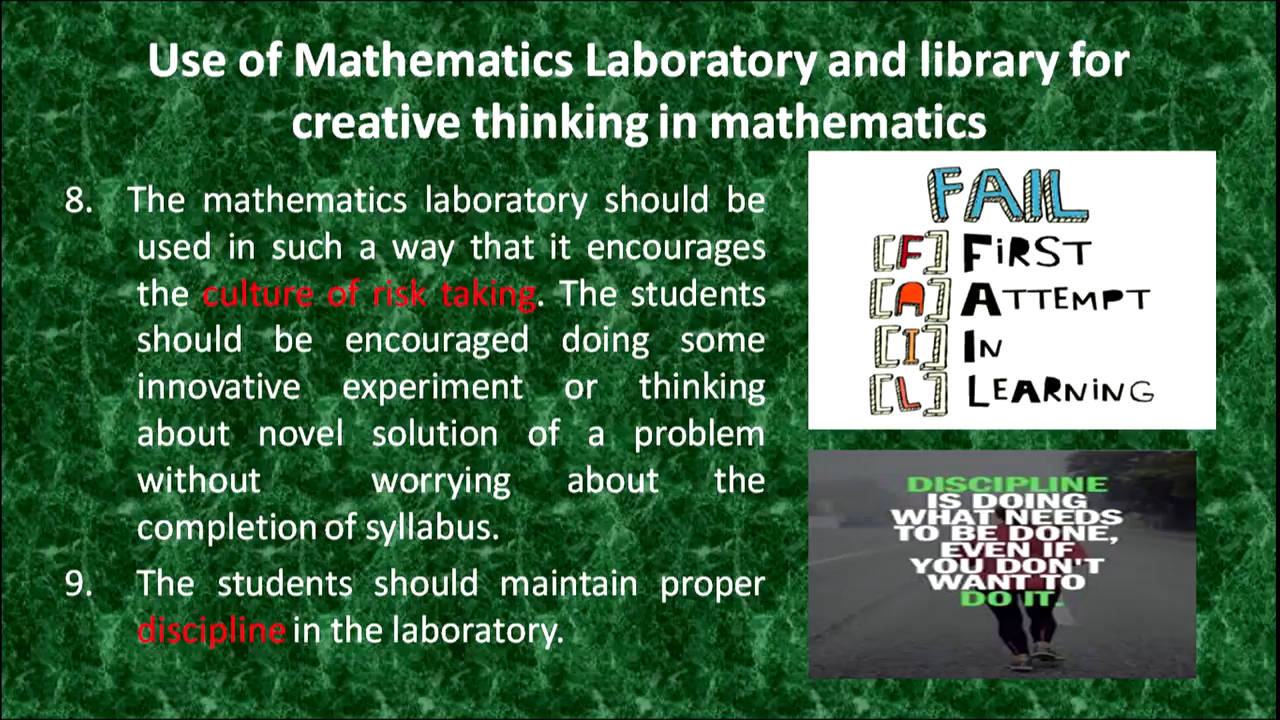 Use of Mathematics Laboratory and library for
creative thinking in mathematics
8. The mathematics laboratory should be
used in such a way that it encourages
the culture of risk taking. The students
should be encouraged doing some
innovative experiment or thinking
about novel solution of a problem
without worrying about the
completion of syllabus.
9. The students should maintain proper
discipline in the laboratory.
FAIL
[F] FiRST
[A] ATTEMPT
[I] IN
[L] LEARNiNG
DISCIPLINE
IS DOING
WHAT NEEDS
TO BE DONE,
EVEN IF
YOU DON'T
WANT TO
DO IT.